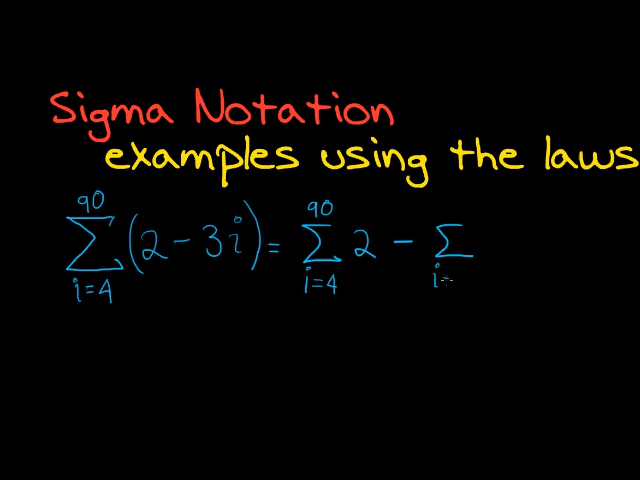 Sigma Notation
examples using the laws
90 ∑ i=4 (2 - 3i) = 90 ∑ i=4 2 - ∑ i=